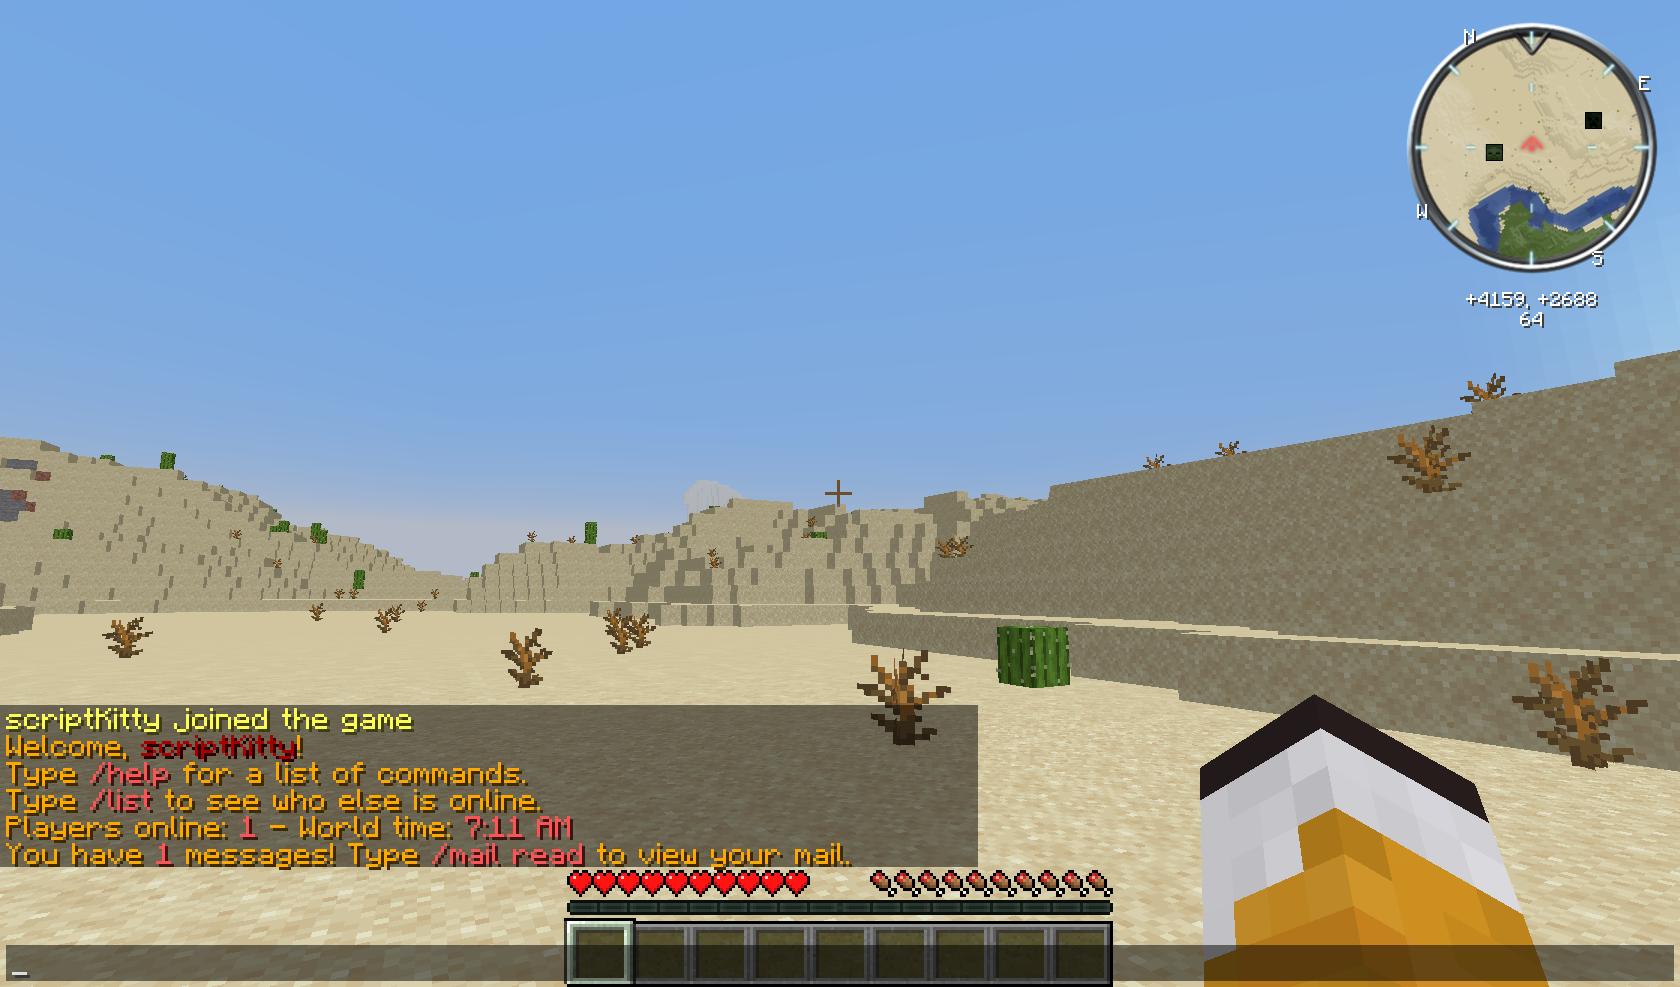 N
E
W
S
+4159, +2688
64
scriptKitty joined the game
Welcome, scriptKitty!
Type /help for a list of commands.
Type /list to see who else is online.
Players online: 1 - World time: 7:11 AM
You have 1 messages! Type /mail read to view your mail.
_